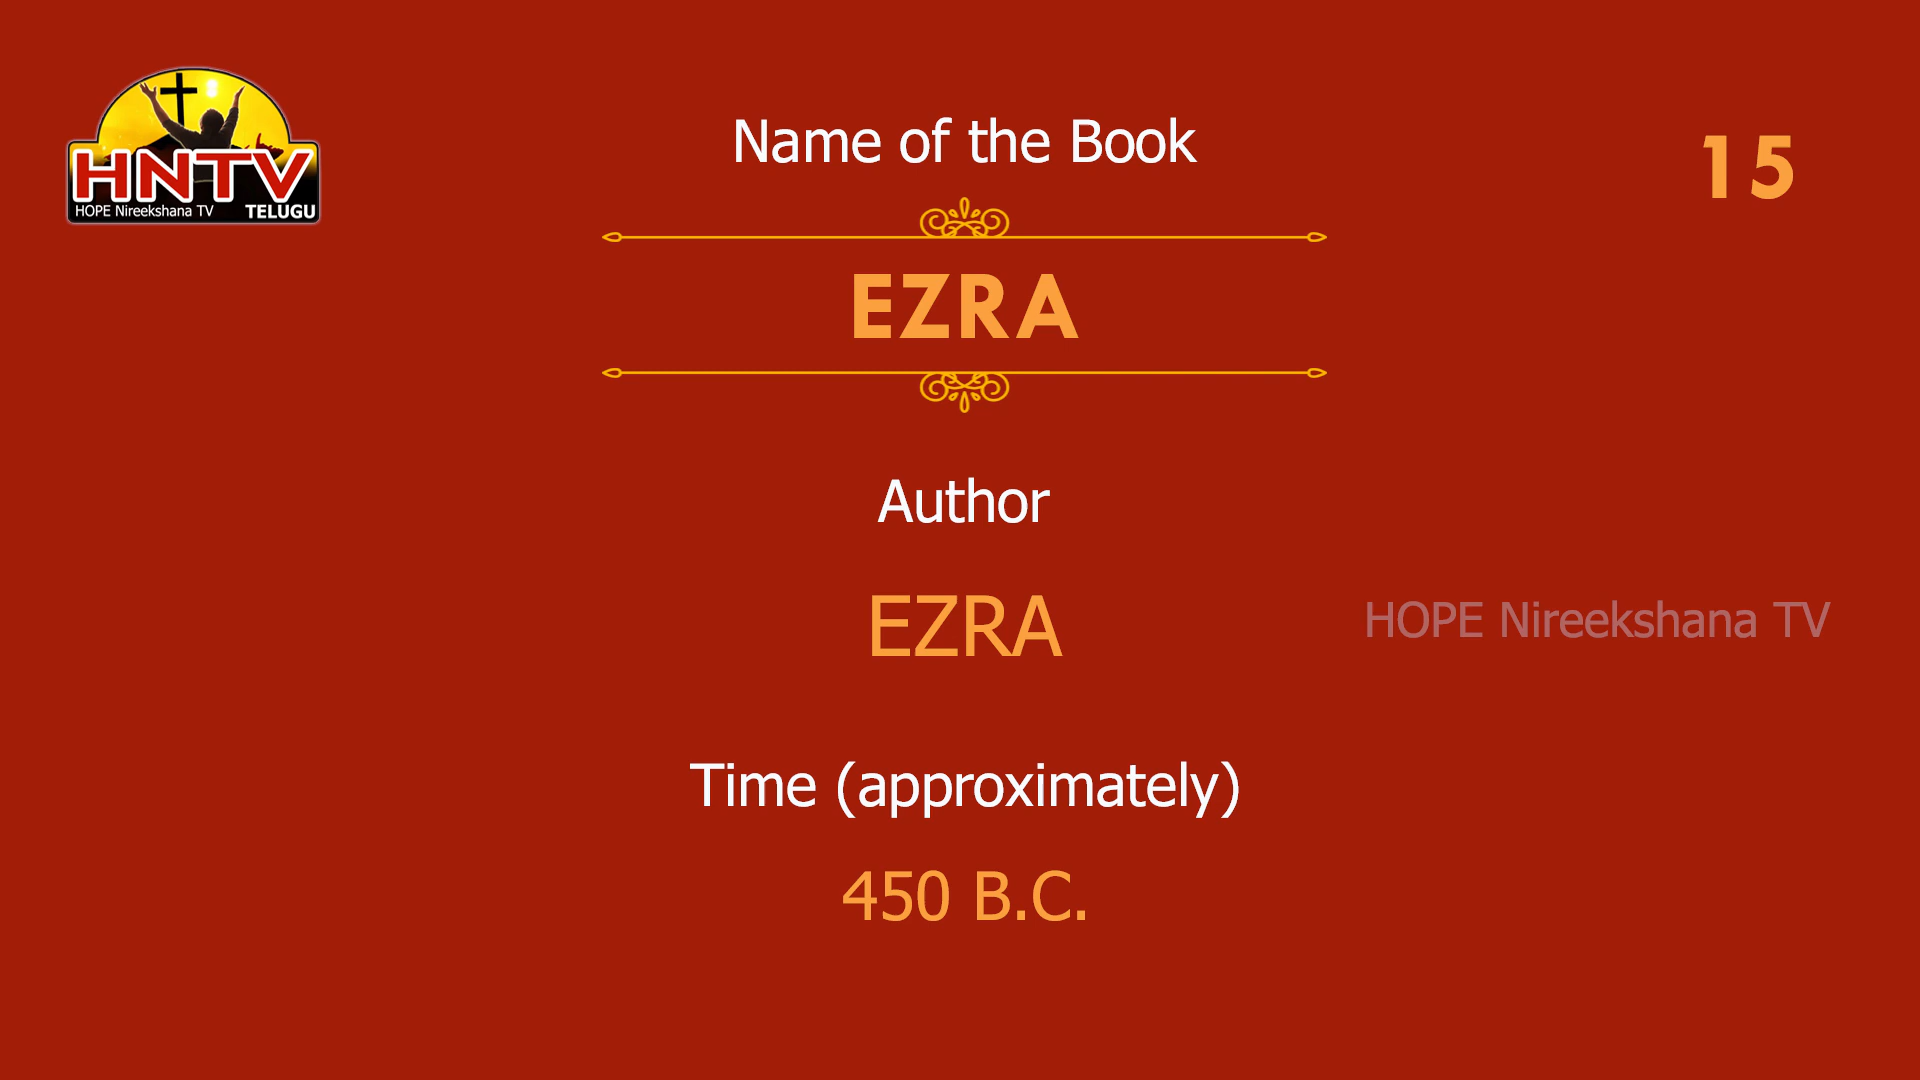 HNTV
HOPE Nireekshana TV TELUGU
Name of the Book
15
EZRA
Author
EZRA
HOPE Nireekshana TV
Time (approximately)
450 B.C.